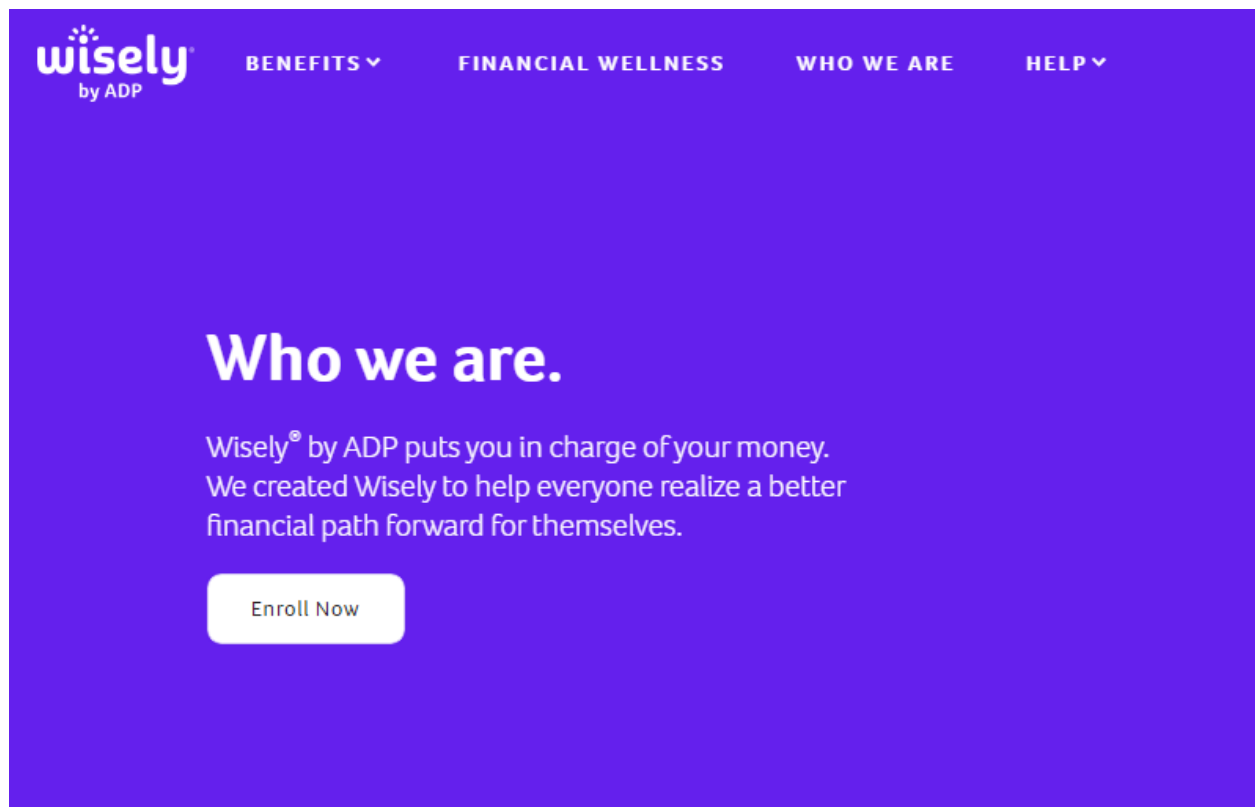 wisely®
by ADP
BENEFITS
FINANCIAL WELLNESS
WHO WE ARE
HELP
Who we are.
Wisely® by ADP puts you in charge of your money.
We created Wisely to help everyone realize a better
financial path forward for themselves.
Enroll Now